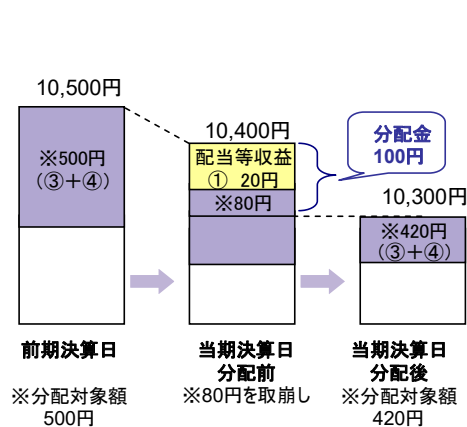 10,500円
※500円
(③+④)
前期決算日
※分配対象額
500円
10,400円
配当等収益
① 20円
※80円
当期決算日
分配前
※80円を取崩し
分配金
100円
10,300円
※420円
(③+④)
当期決算日
分配後
※分配対象額
420円